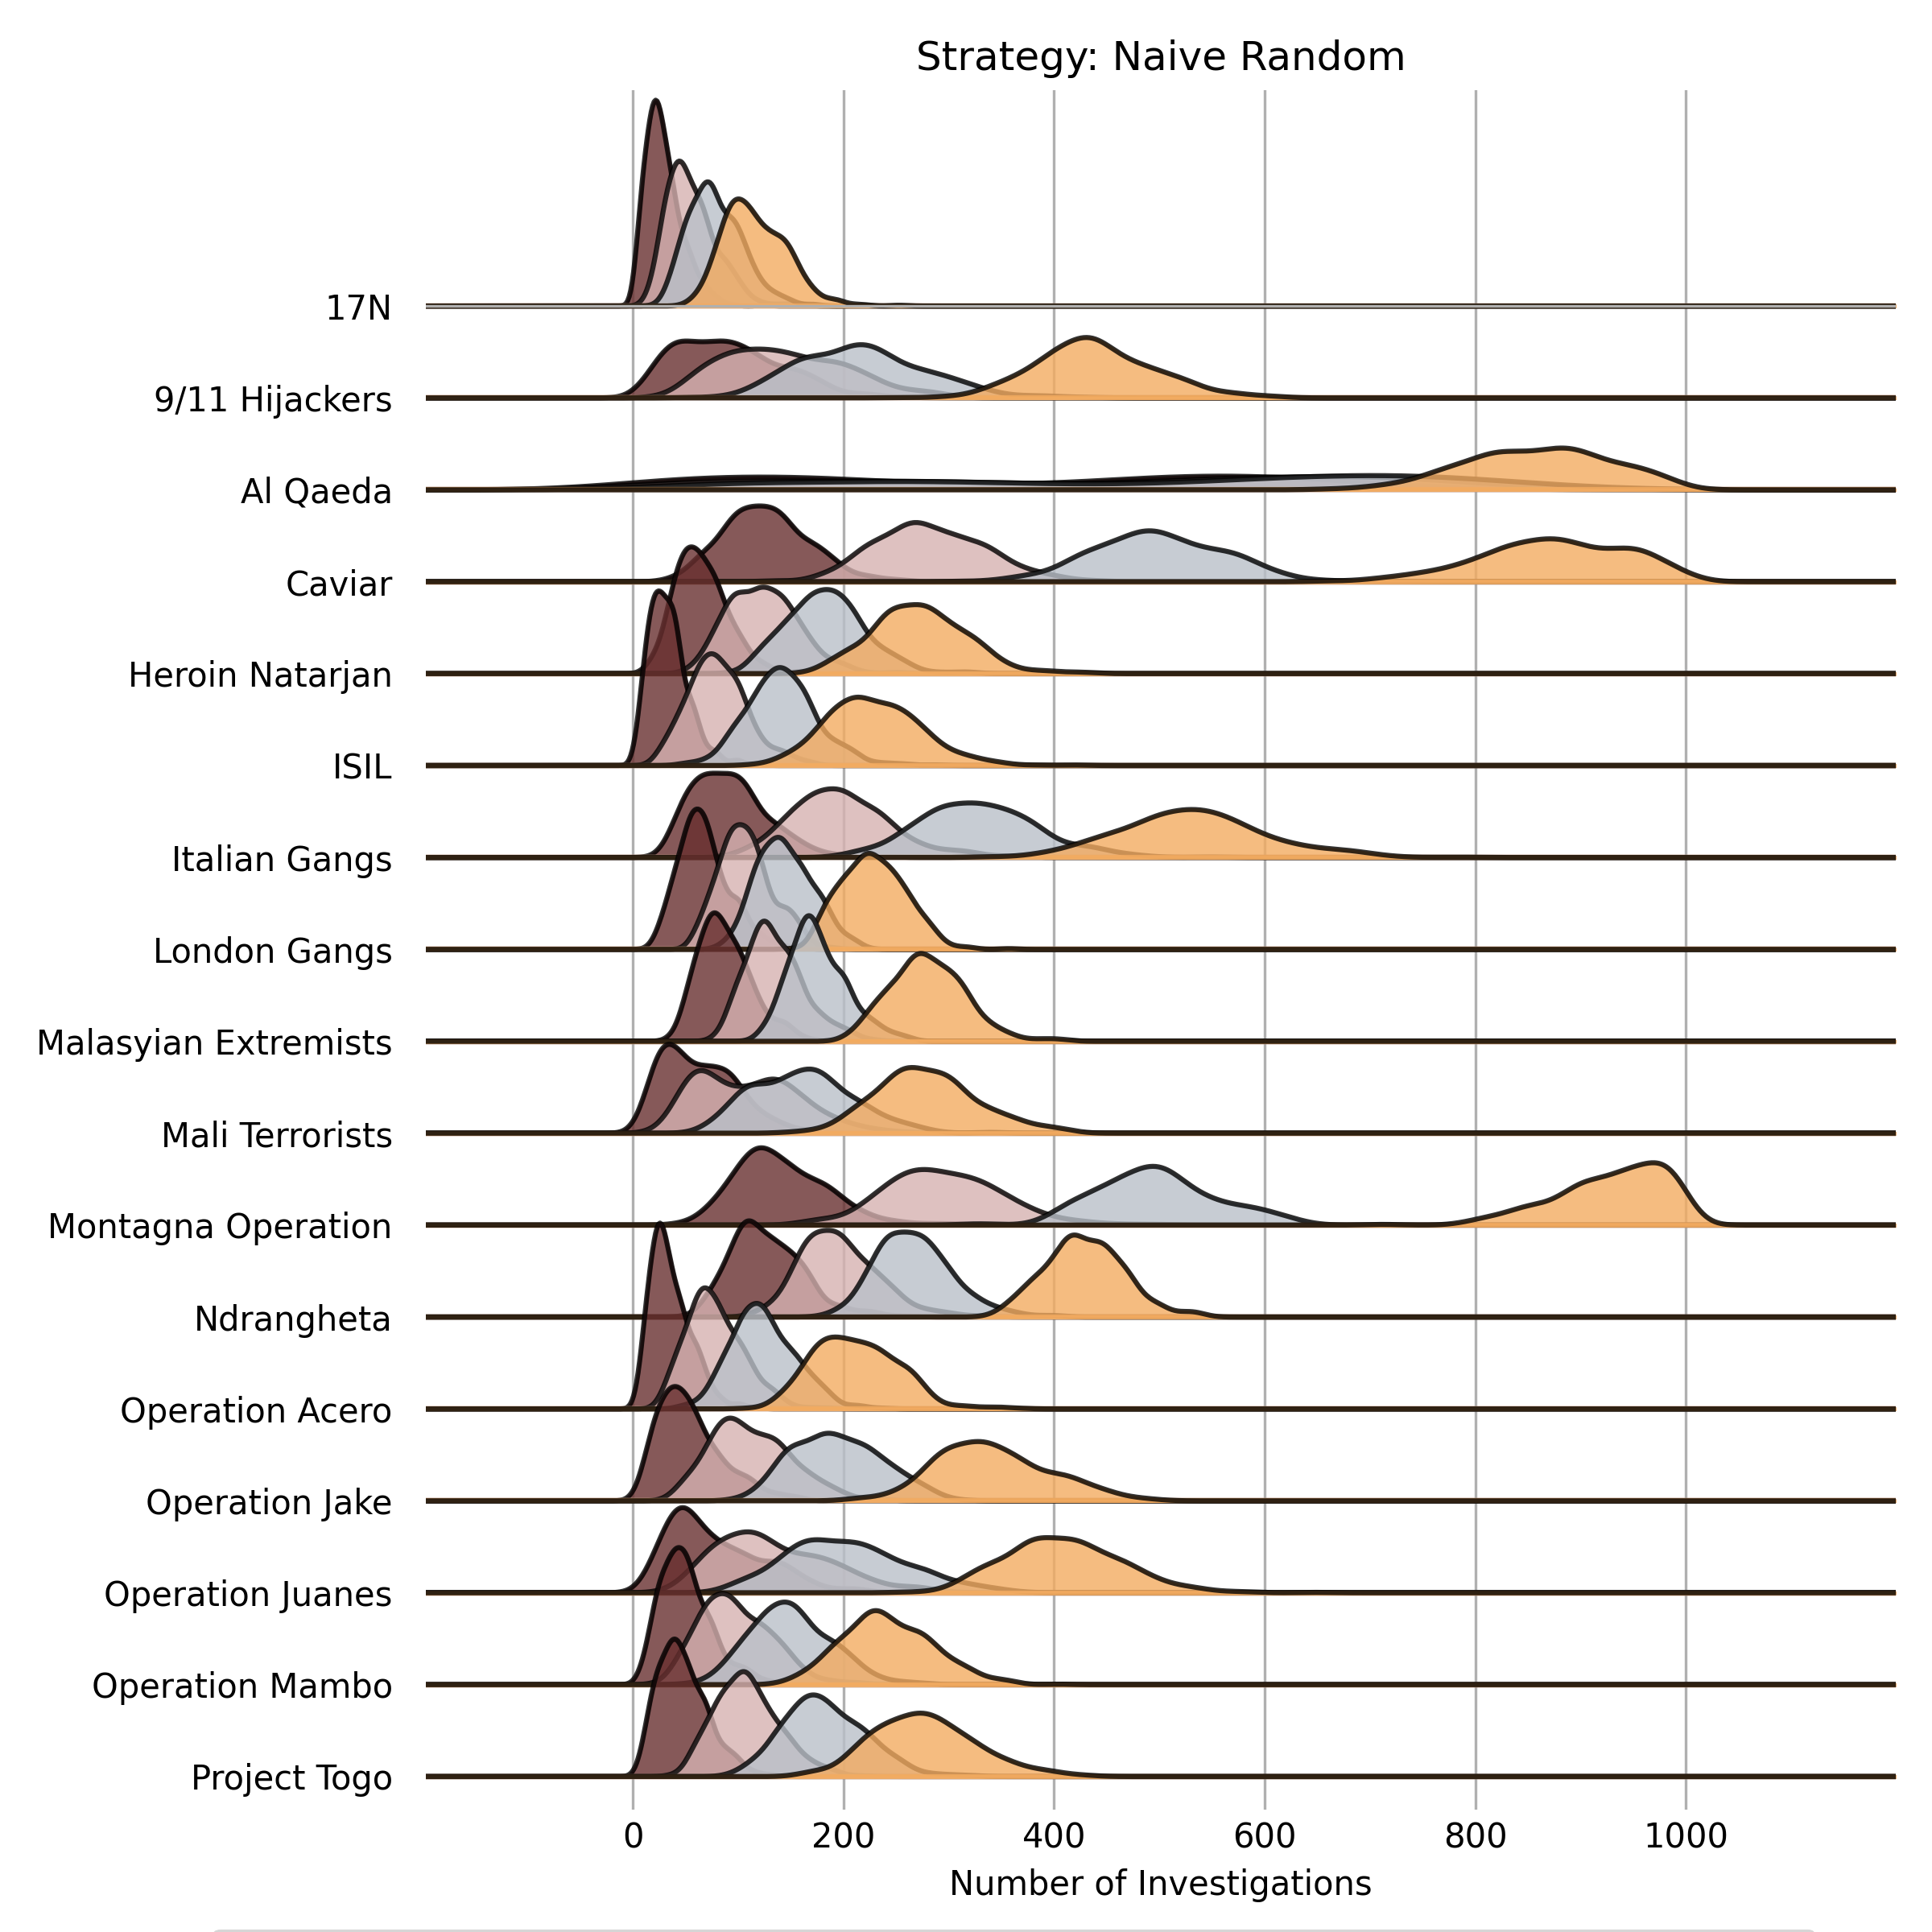 Strategy: Naive Random
17N
9/11 Hijackers
Al Qaeda
Caviar
Heroin Natarjan
ISIL
Italian Gangs
London Gangs
Malasyian Extremists
Mali Terrorists
Montagna Operation
Ndrangheta
Operation Acero
Operation Jake
Operation Juanes
Operation Mambo
Project Togo
0 200 400 600 800 1000
Number of Investigations